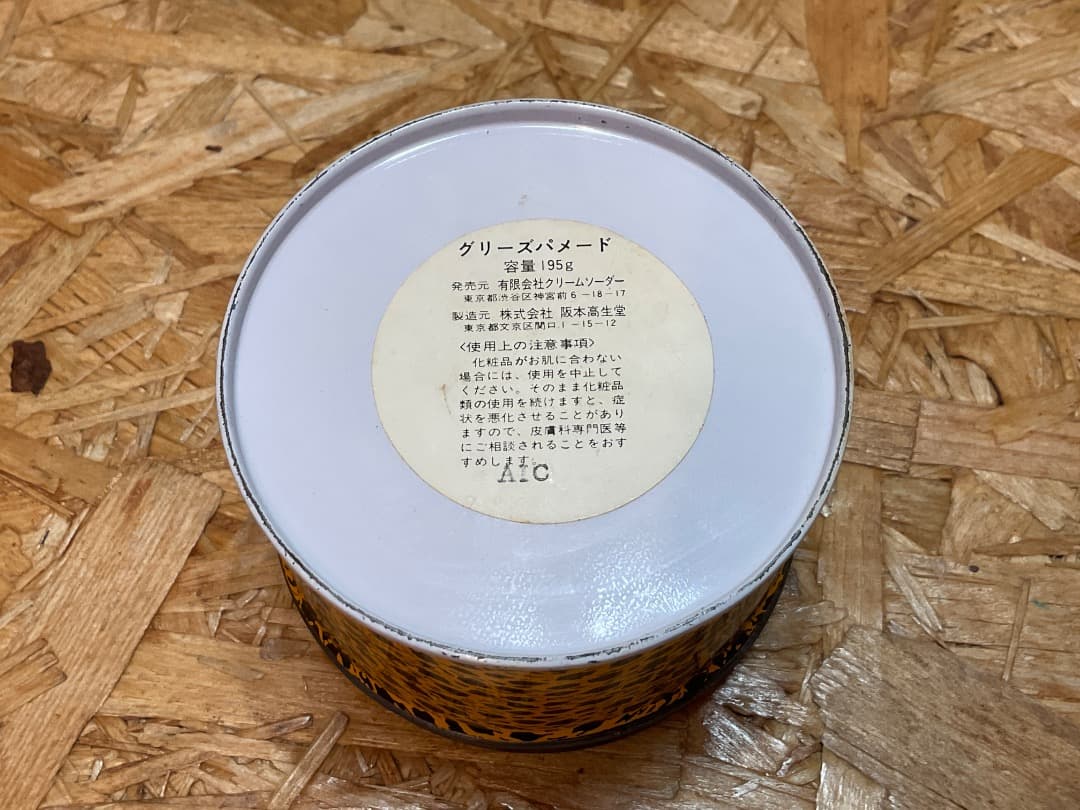 グリーズパメード
容量 195g
発売元 有限会社クリームソーダー
東京都渋谷区神宮前6-18-17
製造元 株式会社 阪本高生堂
東京都文京区関口1-15-12
〈使用上の注意事項〉
化粧品がお肌に合わない
場合には、使用を中止して
ください。そのまま化粧品
類の使用を続けますと、症
状を悪化させることがあり
ますので、皮膚科専門医等
にご相談されることをおす
すめします。
AIC